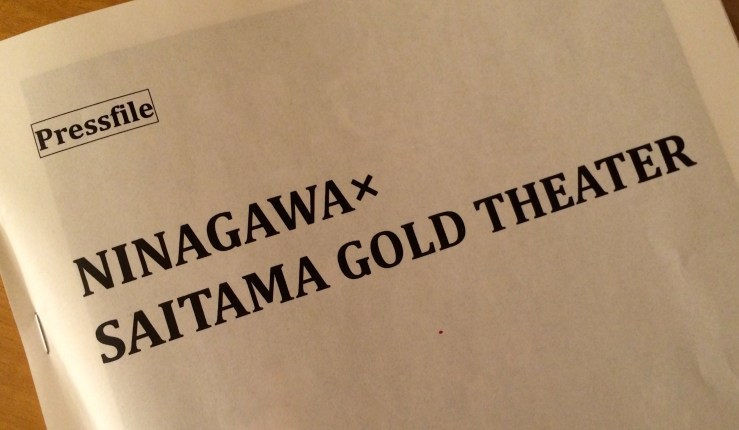 Pressfile
NINAGAWA×
SAITAMA GOLD THEATER